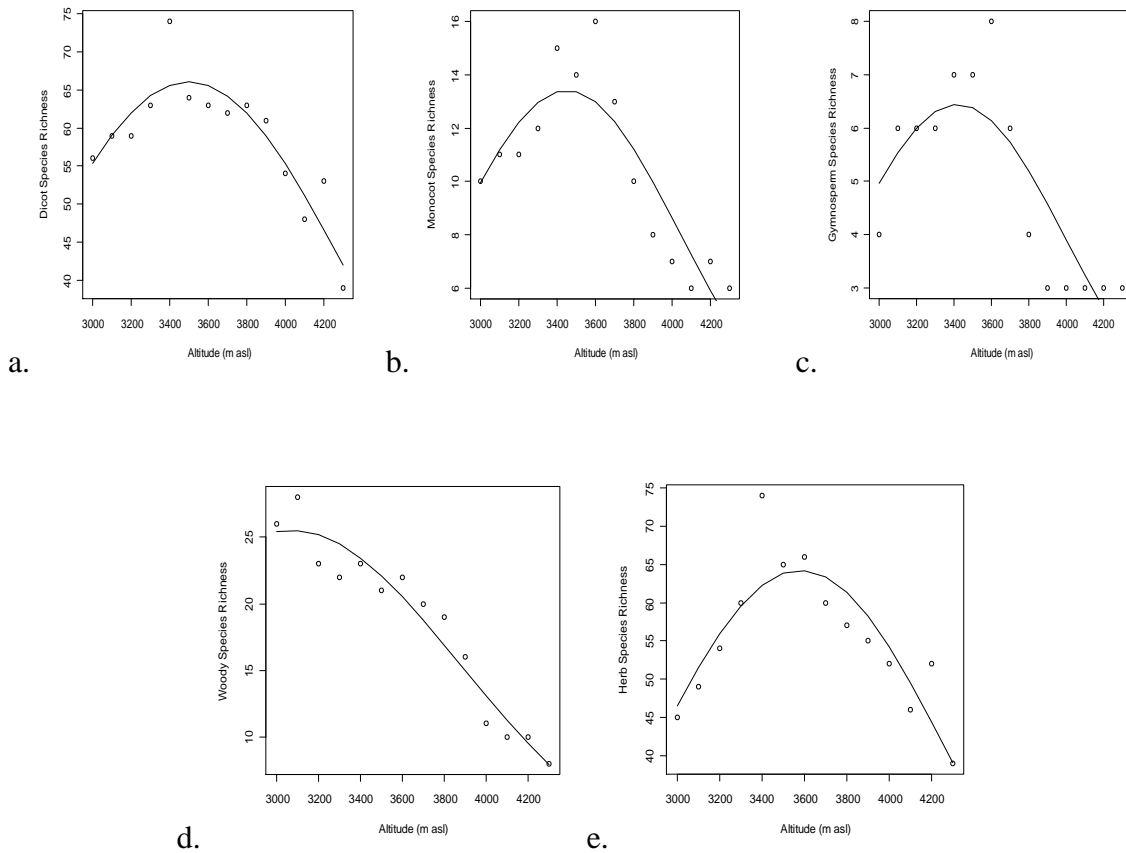 Dicot Species Richness
75
70
65
60
55
50
45
40
3000 3200 3400 3600 3800 4000 4200
Altitude (m asl)
a.
Monocot Species Richness
16
14
12
10
8
6
3000 3200 3400 3600 3800 4000 4200
Altitude (m asl)
b.
Gymnosperm Species Richness
8
7
6
5
4
3
3000 3200 3400 3600 3800 4000 4200
Altitude (m asl)
c.
Woody Species Richness
25
20
15
10
3000 3200 3400 3600 3800 4000 4200
Altitude (m asl)
d.
Herb Species Richness
75
70
65
60
55
50
45
40
3000 3200 3400 3600 3800 4000 4200
Altitude (m asl)
e.